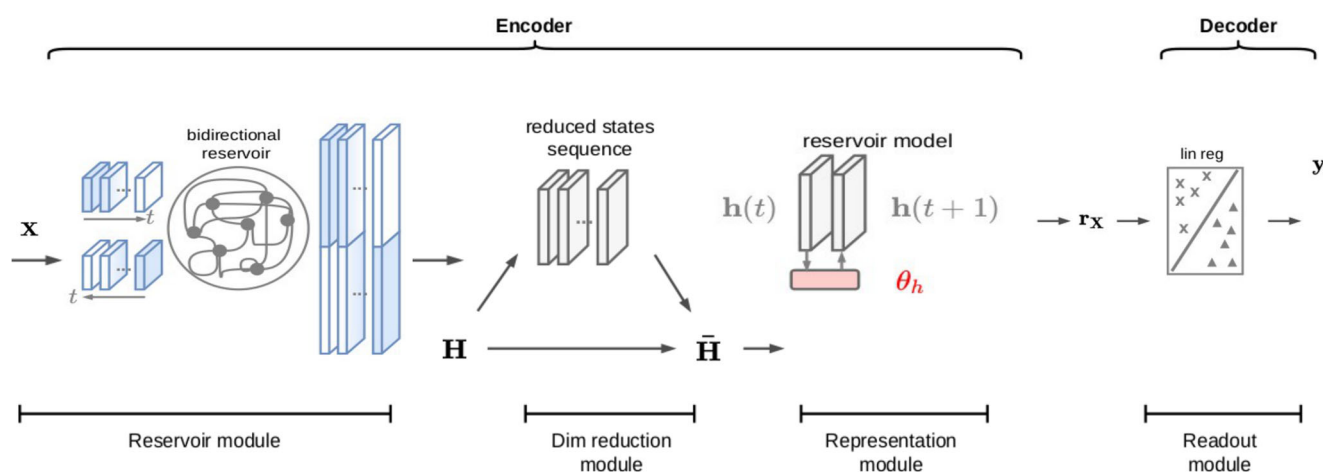 Encoder
Decoder
bidirectional
reservoir
reduced states
sequence
reservoir model
lin reg
x
t
...
t
...
...
...
...
h(t)
h(t + 1)
θ_h
r_X
y
H
H̄
Reservoir module
Dim reduction
module
Representation
module
Readout
module